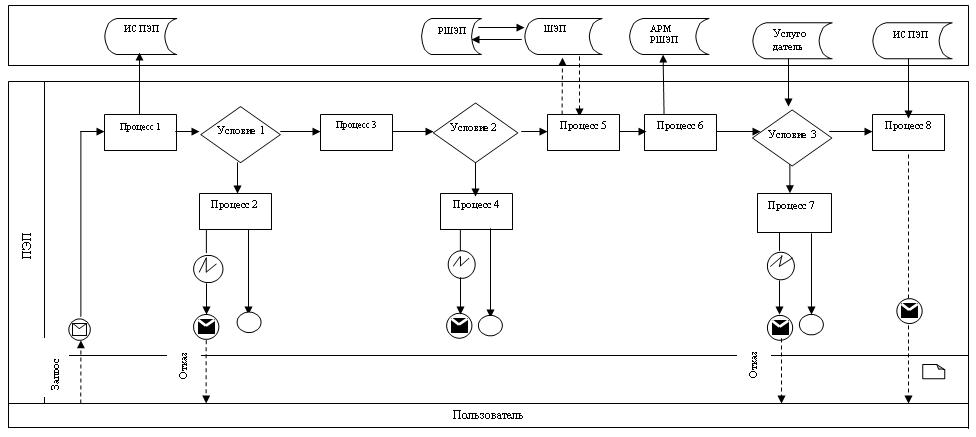 ИС ПЭП
РШЭП
ШЭП
АРМ
РШЭП
Услуго
датель
ИС ПЭП
Процесс 1
Условие 1
Процесс 3
Условие 2
Процесс 5
Процесс 6
Условие 3
Процесс 8
Процесс 2
Процесс 4
Процесс 7
ПЭП
Запрос
Отказ
Отказ
Пользователь